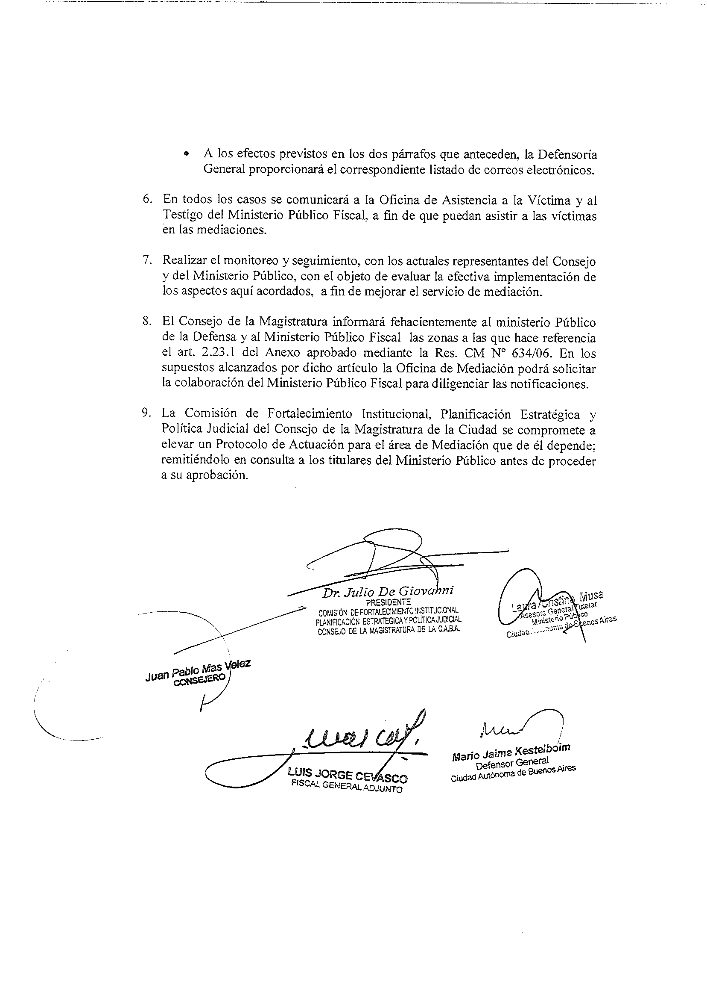 • A los efectos previstos en los dos párrafos que anteceden, la Defensoría
General proporcionará el correspondiente listado de correos electrónicos.
6. En todos los casos se comunicará a la Oficina de Asistencia a la Víctima y al
Testigo del Ministerio Público Fiscal, a fin de que puedan asistir a las víctimas
en las mediaciones.
7. Realizar el monitoreo y seguimiento, con los actuales representantes del Consejo
y del Ministerio Público, con el objeto de evaluar la efectiva implementación de
los aspectos aquí acordados, a fin de mejorar el servicio de mediación.
8. El Consejo de la Magistratura informará fehacientemente al ministerio Público
de la Defensa y al Ministerio Público Fiscal las zonas a las que hace referencia
el art. 2.23.1 del Anexo aprobado mediante la Res. CM Nº 634/06. En los
supuestos alcanzados por dicho artículo la Oficina de Mediación podrá solicitar
la colaboración del Ministerio Público Fiscal para diligenciar las notificaciones.
9. La Comisión de Fortalecimiento Institucional, Planificación Estratégica y
Política Judicial del Consejo de la Magistratura de la Ciudad se compromete a
elevar un Protocolo de Actuación para el área de Mediación que de él depende;
remitiéndolo en consulta a los titulares del Ministerio Público antes de proceder
a su aprobación.
Dr. Julio De Giovanni
PRESIDENTE
COMISIÓN DE FORTALECIMIENTO INSTITUCIONAL
PLANIFICACIÓN ESTRATÉGICA Y POLÍTICA JUDICIAL
CONSEJO DE LA MAGISTRATURA DE LA C.A.B.A.
Laura Cristina Musa
Asesora General Tutelar
Ministerio Público
Ciudad de Buenos Aires
Juan Pablo Mas Velez
CONSEJERO
LUIS JORGE CEVASCO
FISCAL GENERAL ADJUNTO
Mario Jaime Kestelboim
Defensor General
Ciudad Autónoma de Buenos Aires